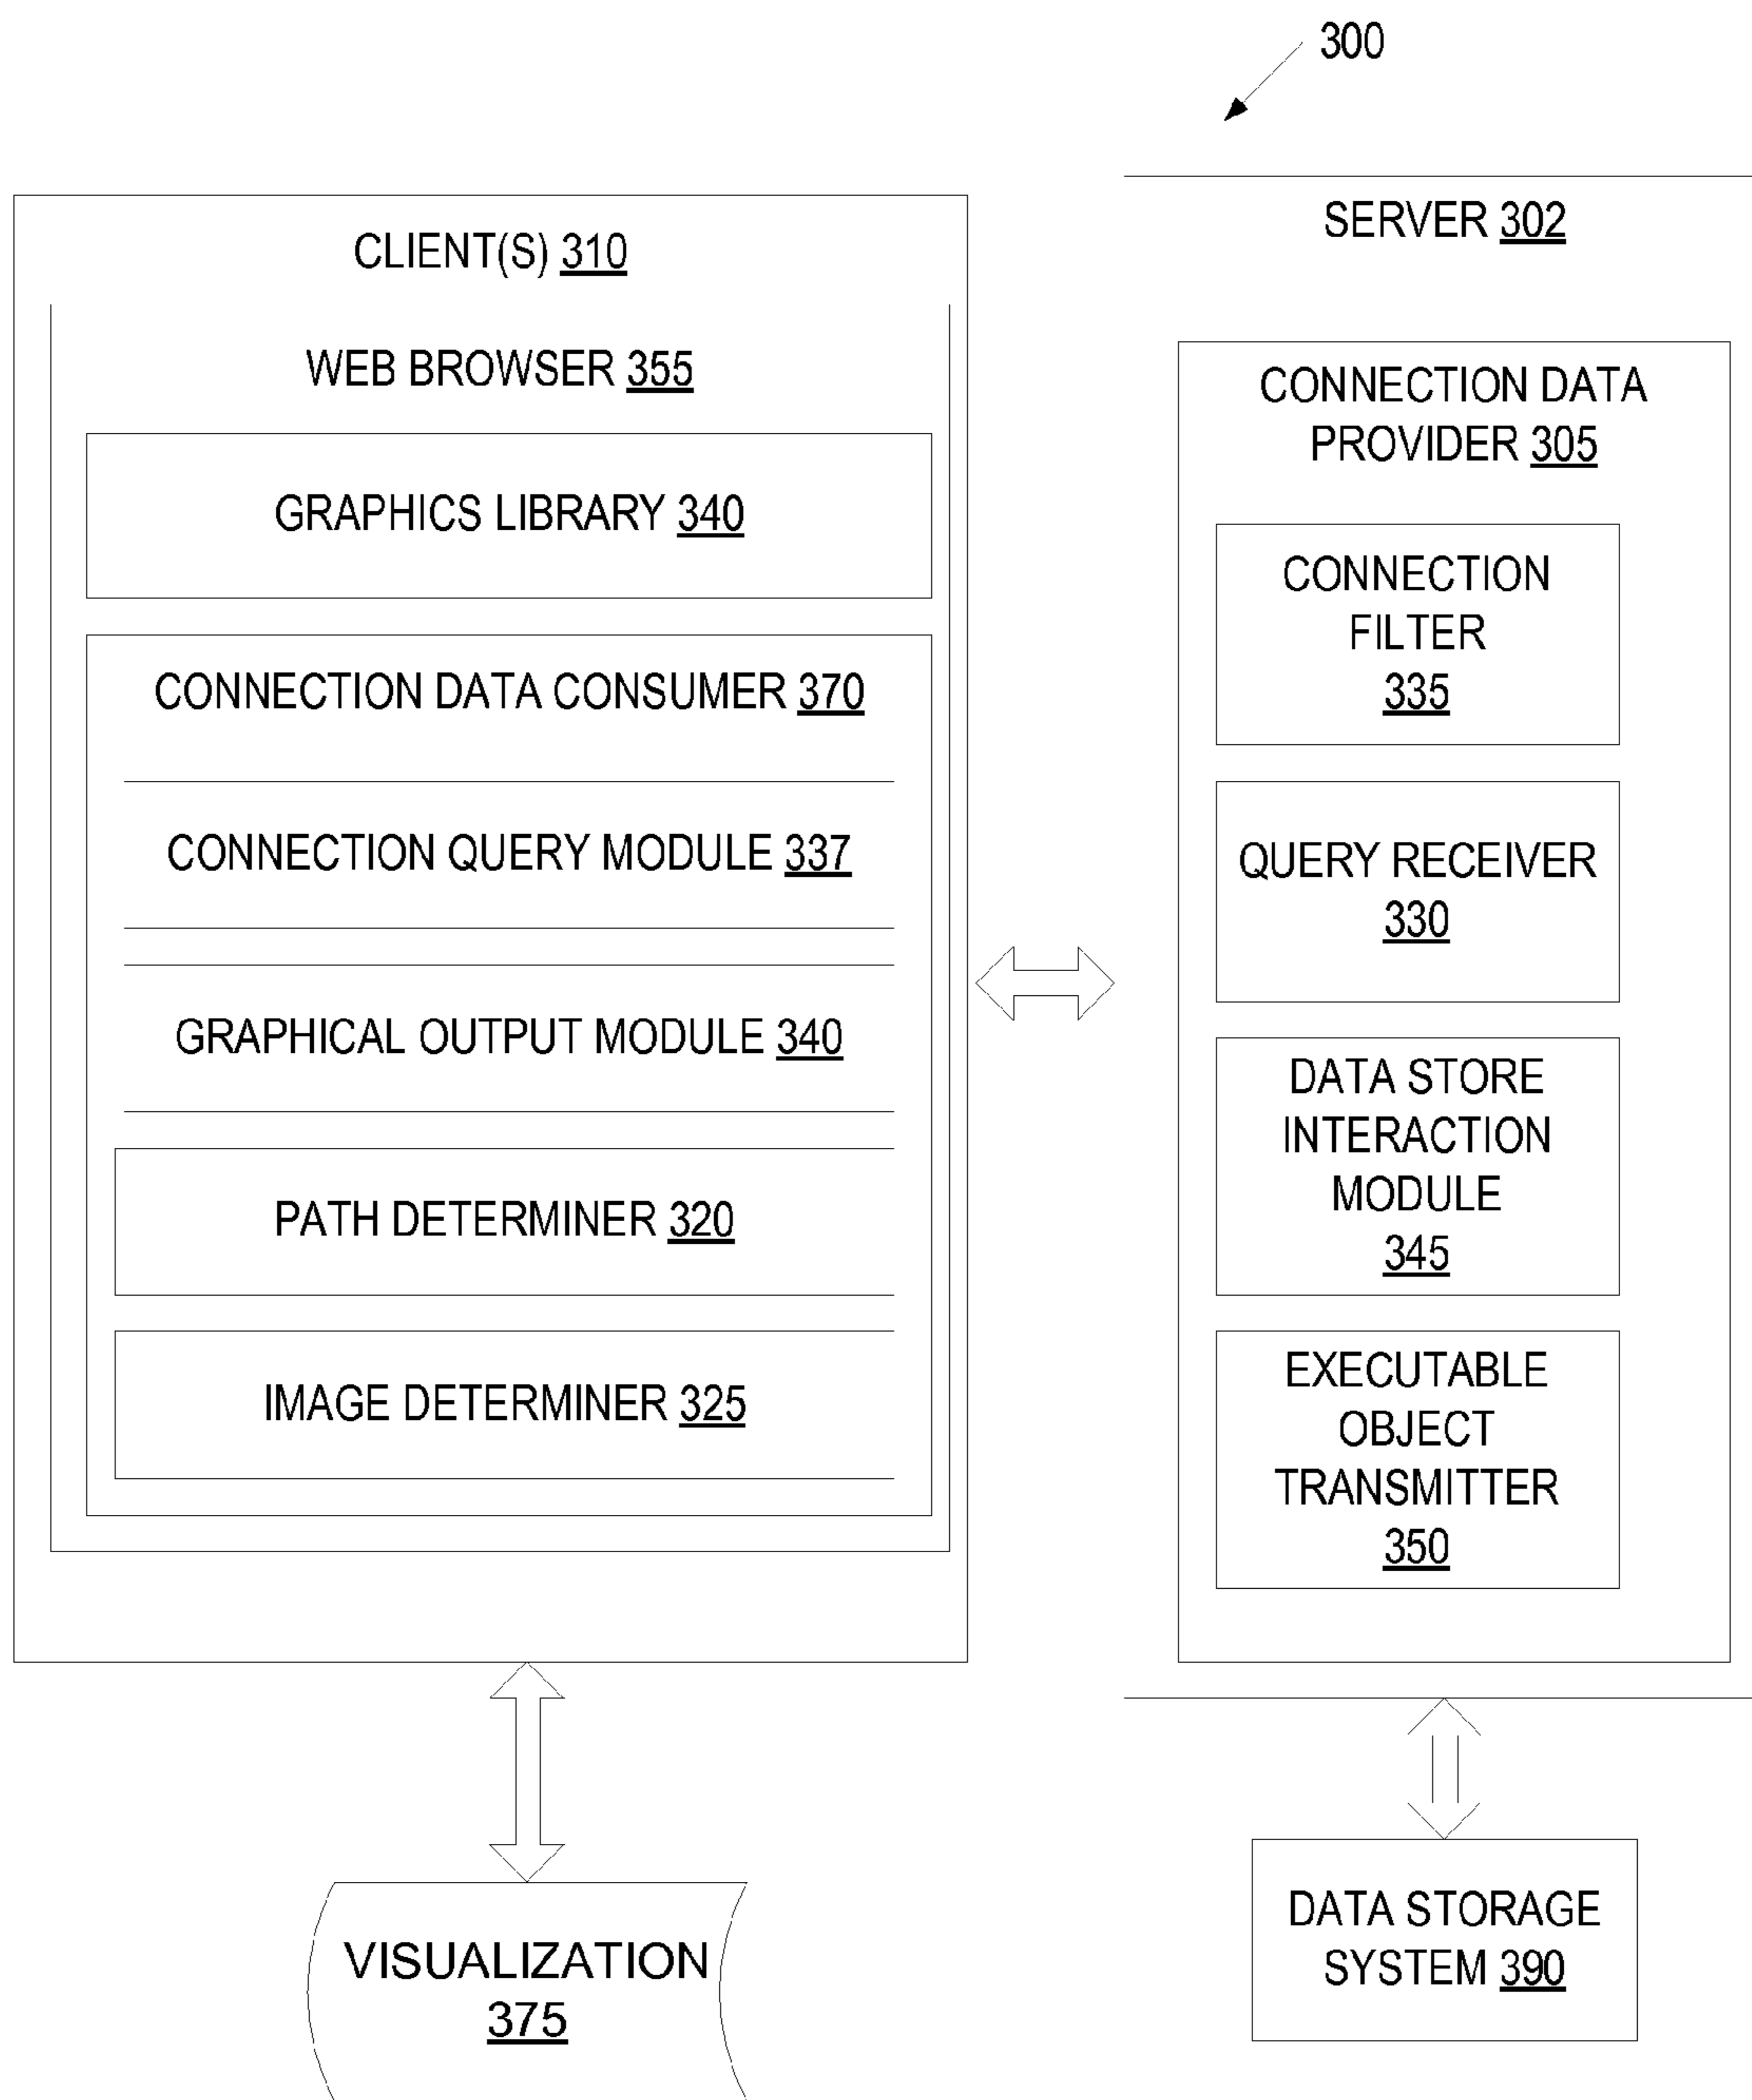 300
CLIENT(S) 310
WEB BROWSER 355
GRAPHICS LIBRARY 340
CONNECTION DATA CONSUMER 370
CONNECTION QUERY MODULE 337
GRAPHICAL OUTPUT MODULE 340
PATH DETERMINER 320
IMAGE DETERMINER 325
VISUALIZATION
375
SERVER 302
CONNECTION DATA
PROVIDER 305
CONNECTION
FILTER
335
QUERY RECEIVER
330
DATA STORE
INTERACTION
MODULE
345
EXECUTABLE
OBJECT
TRANSMITTER
350
DATA STORAGE
SYSTEM 390